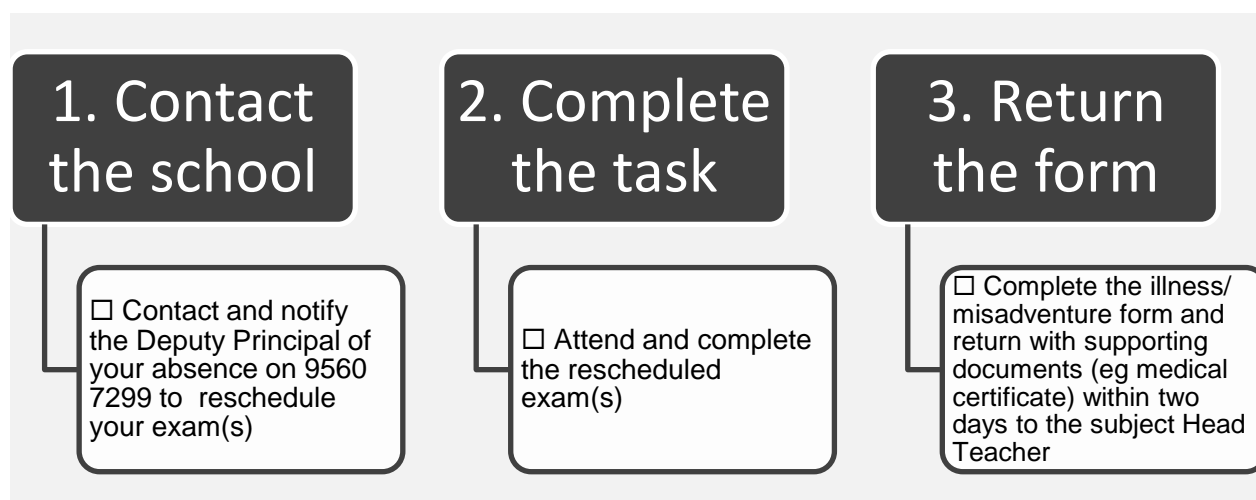 1. Contact
the school
☐ Contact and notify
the Deputy Principal of
your absence on 9560
7299 to  reschedule
your exam(s)
2. Complete
the task
☐ Attend and complete
the rescheduled
exam(s)
3. Return
the form
☐ Complete the illness/
misadventure form and
return with supporting
documents (eg medical
certificate) within two
days to the subject Head
Teacher